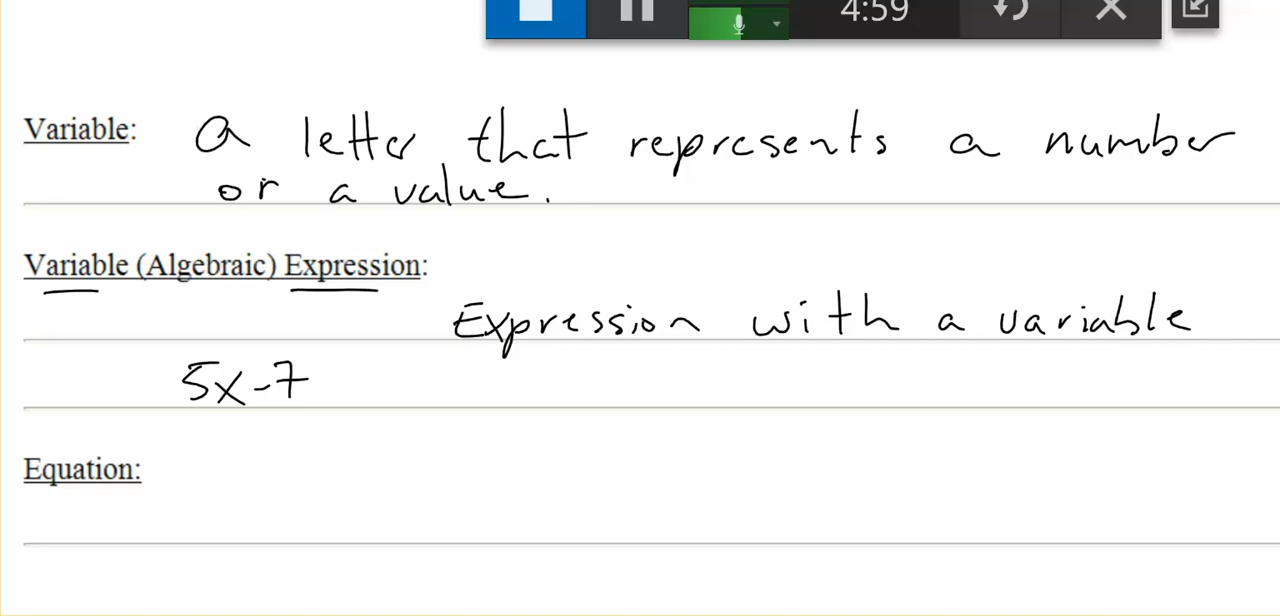 4:59
Variable: a letter that represents a number
or a value.
Variable (Algebraic) Expression:
Expression with a variable
5x-7
Equation: